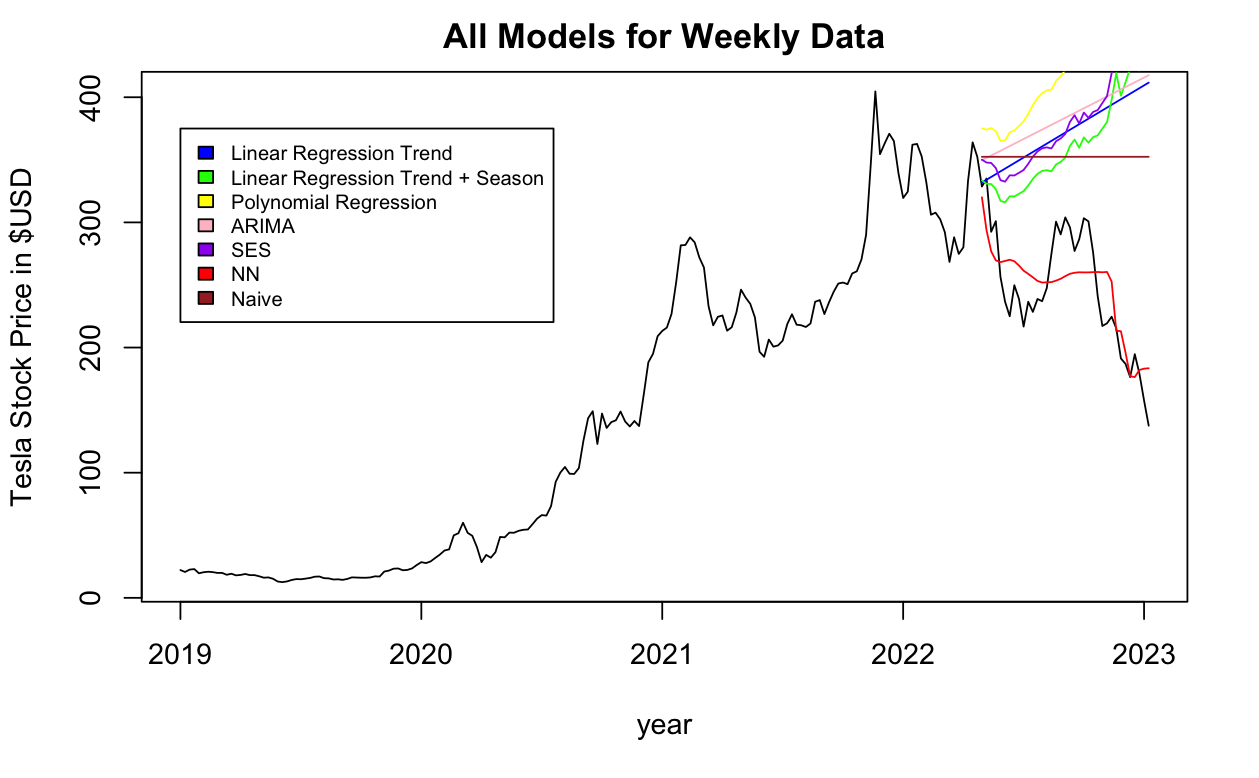 All Models for Weekly Data
Tesla Stock Price in $USD
400
300
200
100
0
Linear Regression Trend
Linear Regression Trend + Season
Polynomial Regression
ARIMA
SES
NN
Naive
2019 2020 2021 2022 2023
year